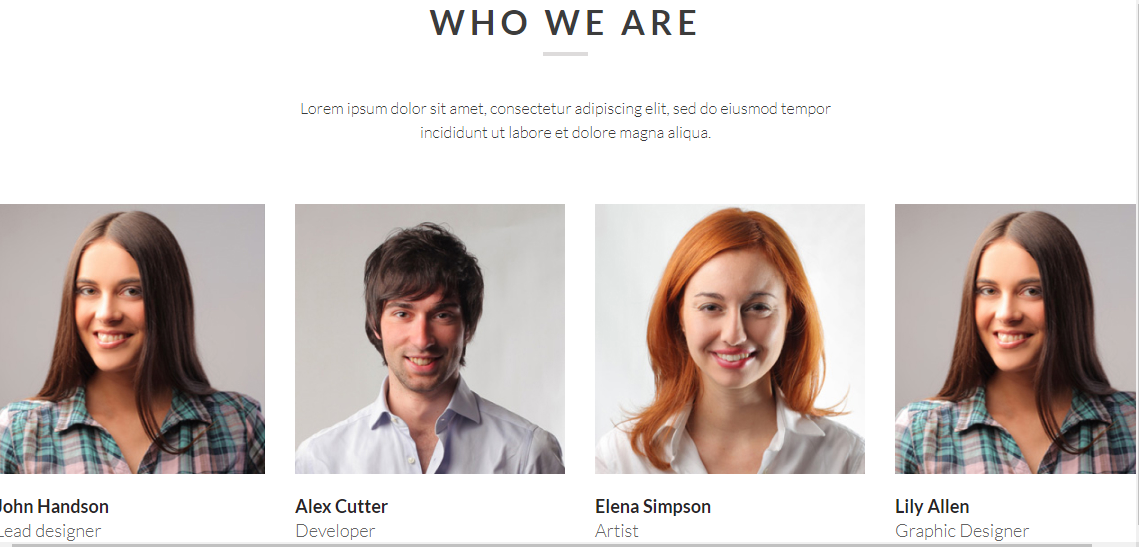 WHO WE ARE
Lorem ipsum dolor sit amet, consectetur adipiscing elit, sed do eiusmod tempor
incididunt ut labore et dolore magna aliqua.
John Handson
Lead designer
Alex Cutter
Developer
Elena Simpson
Artist
Lily Allen
Graphic Designer